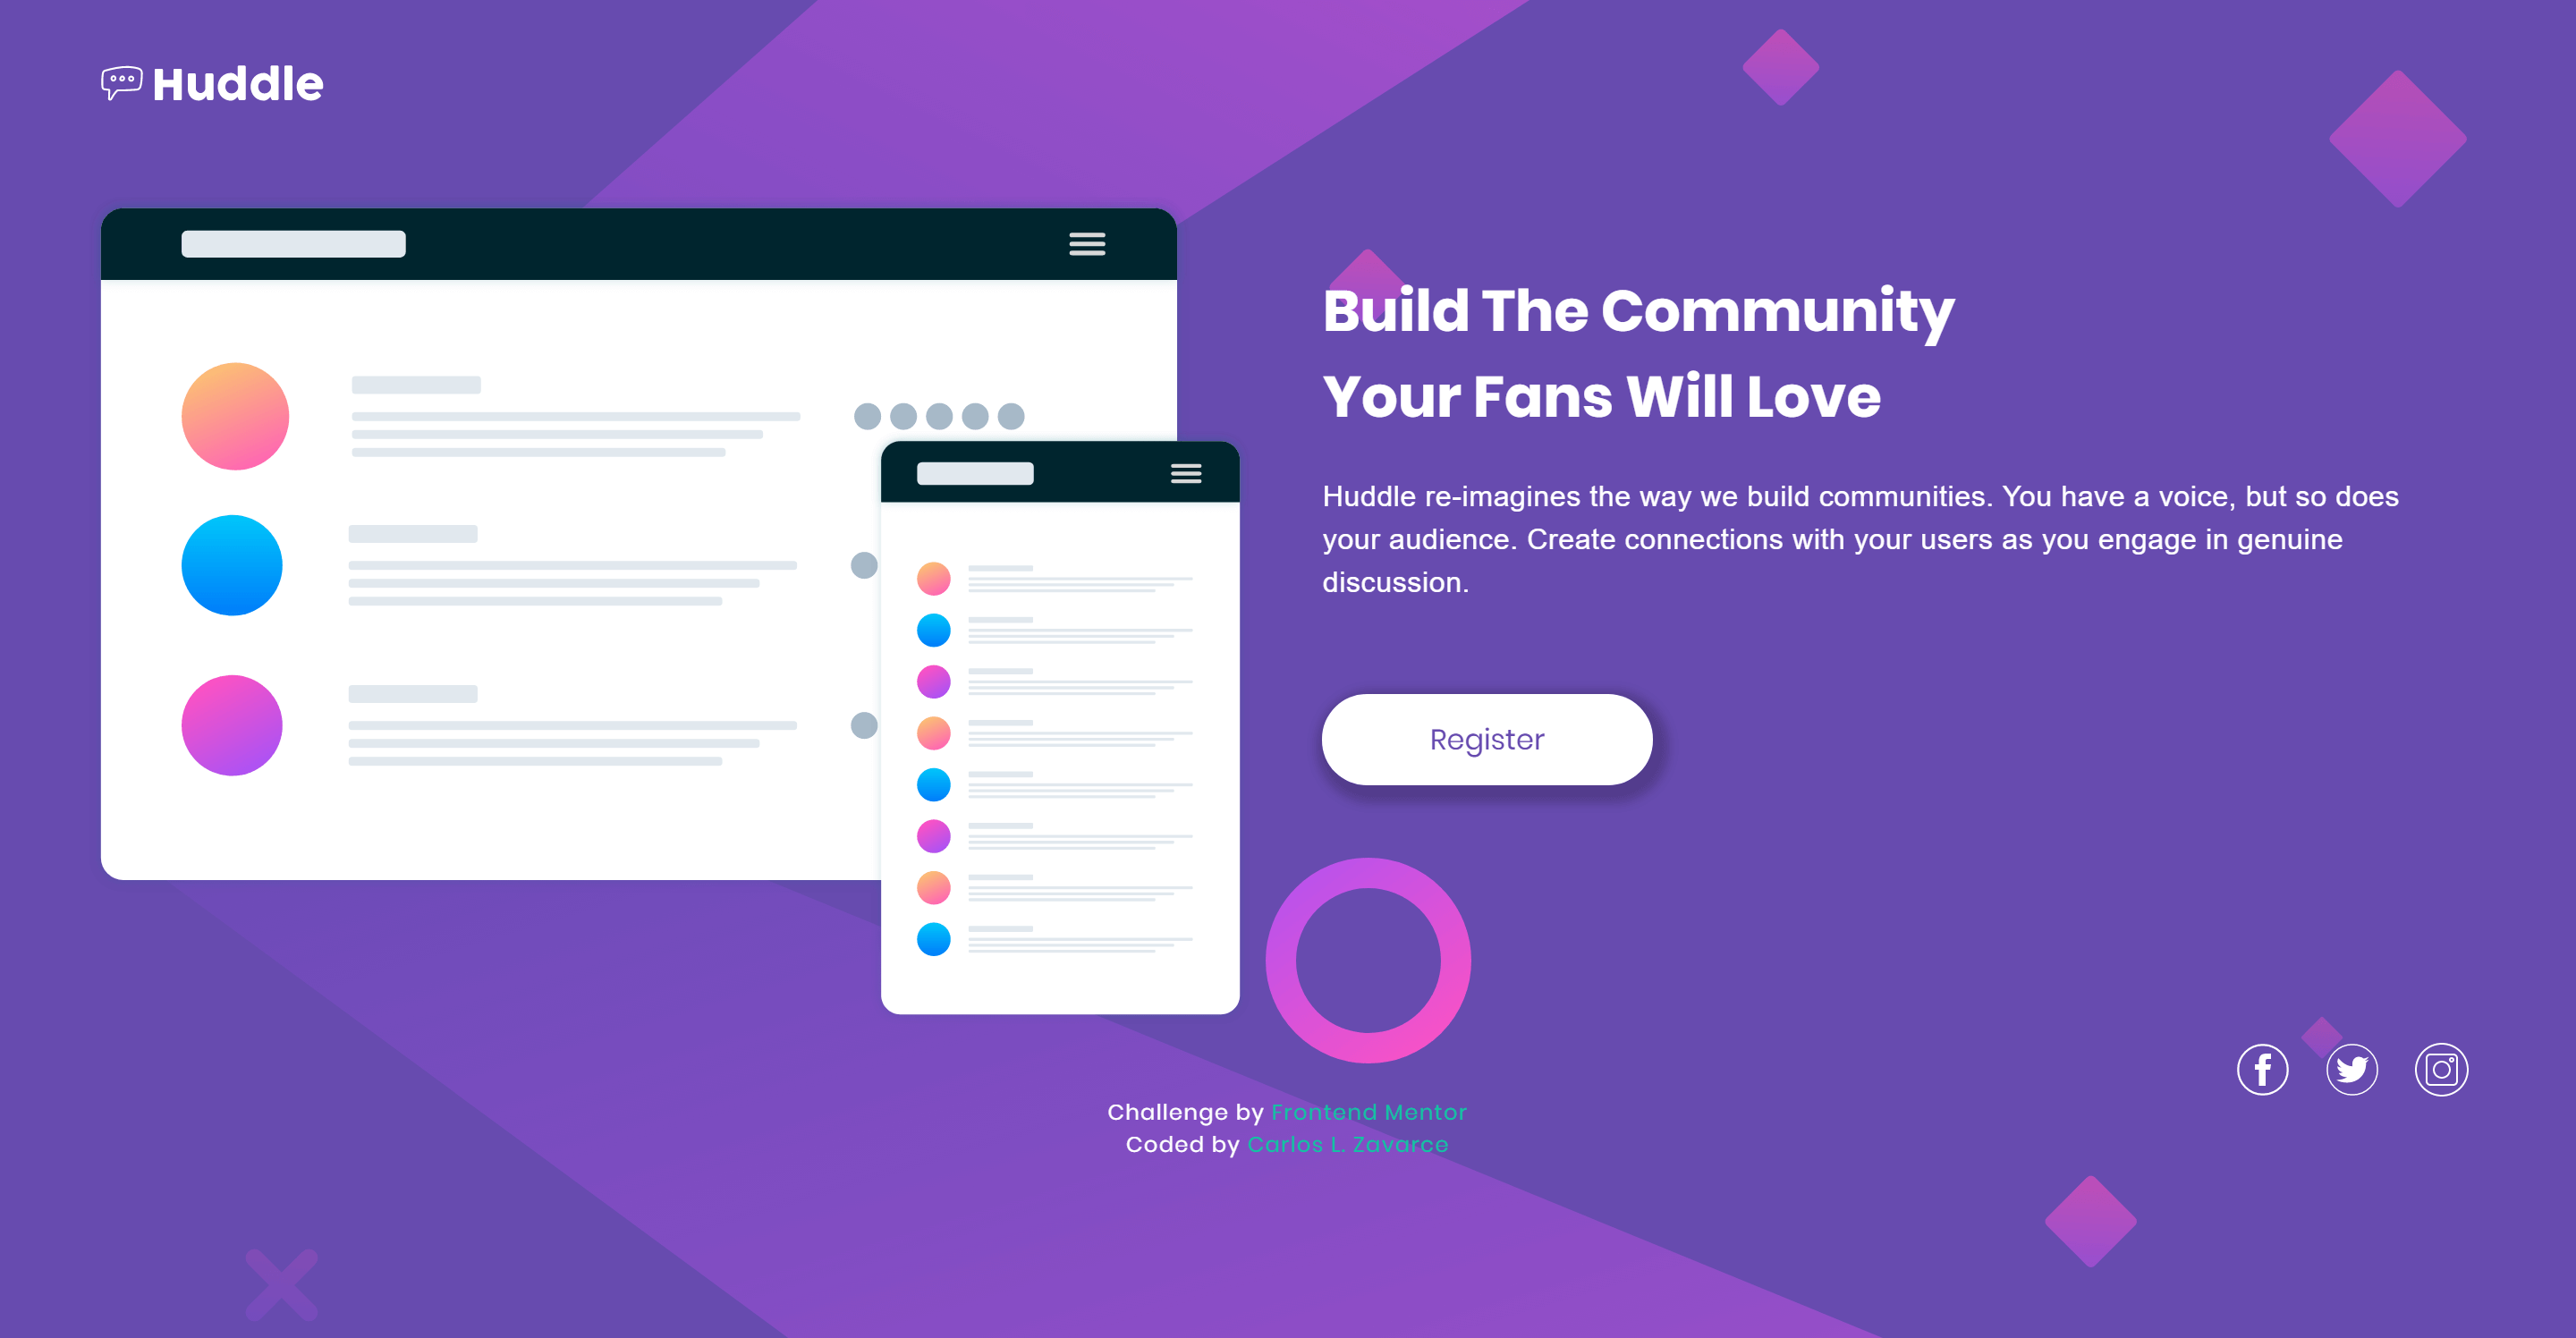 Huddle
Build The Community
Your Fans Will Love
Huddle re-imagines the way we build communities. You have a voice, but so does
your audience. Create connections with your users as you engage in genuine
discussion.
Register
Challenge by Frontend Mentor
Coded by Carlos L. Zavarce